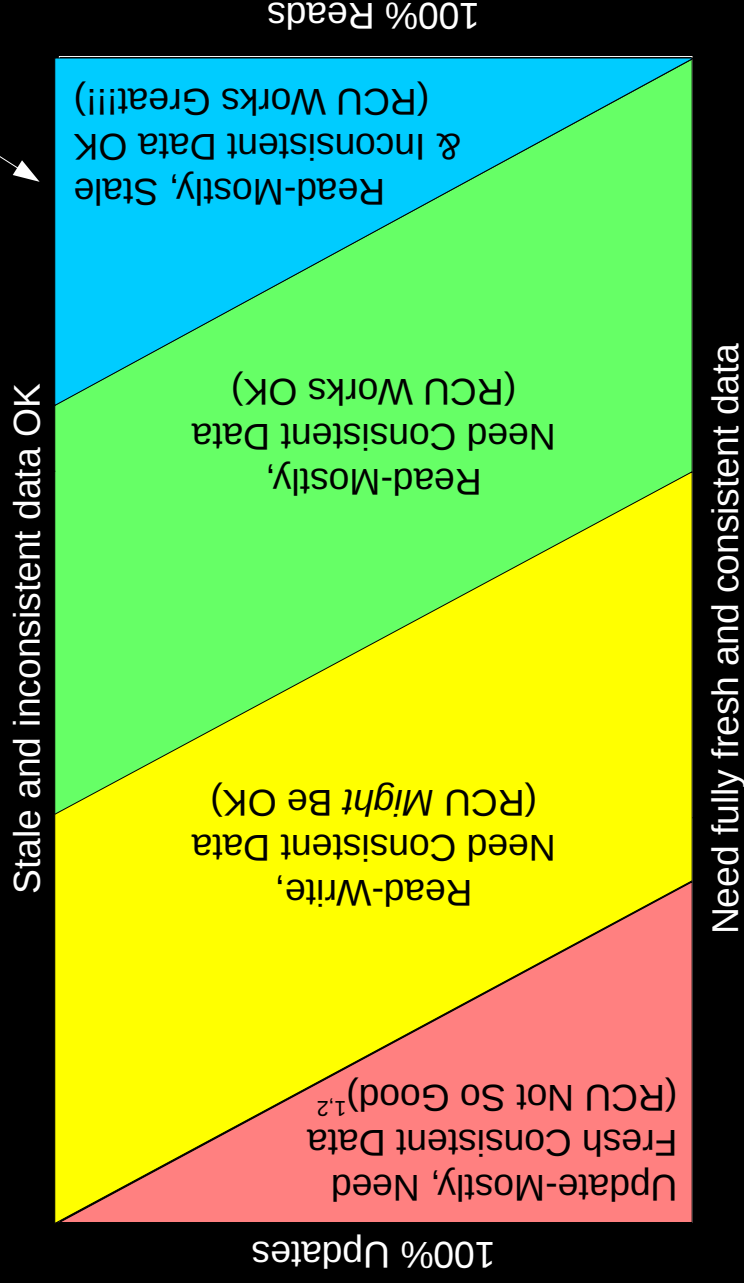 100% Reads
Read-Mostly, Stale
& Inconsistent Data OK
(RCU Works Great!!!)
Read-Mostly,
Need Consistent Data
(RCU Works OK)
Read-Write,
Need Consistent Data
(RCU Might Be OK)
Update-Mostly, Need
Fresh Consistent Data
(RCU Not So Good)1,2
100% Updates
Stale and inconsistent data OK
Need fully fresh and consistent data